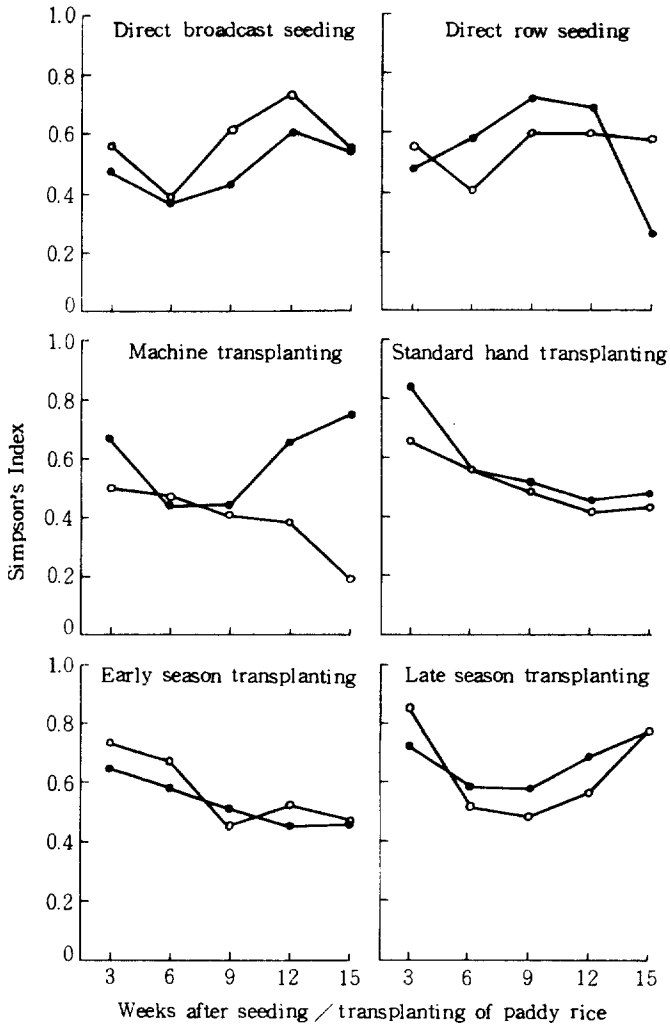 1.0
Direct broadcast seeding
Direct row seeding
0.8
0.6
0.4
0.2
0
1.0
Machine transplanting
Standard hand transplanting
0.8
0.6
0.4
0.2
0
Simpson's Index
1.0
Early season transplanting
Late season transplanting
0.8
0.6
0.4
0.2
0
3 6 9 12 15 3 6 9 12 15
Weeks after seeding / transplanting of paddy rice